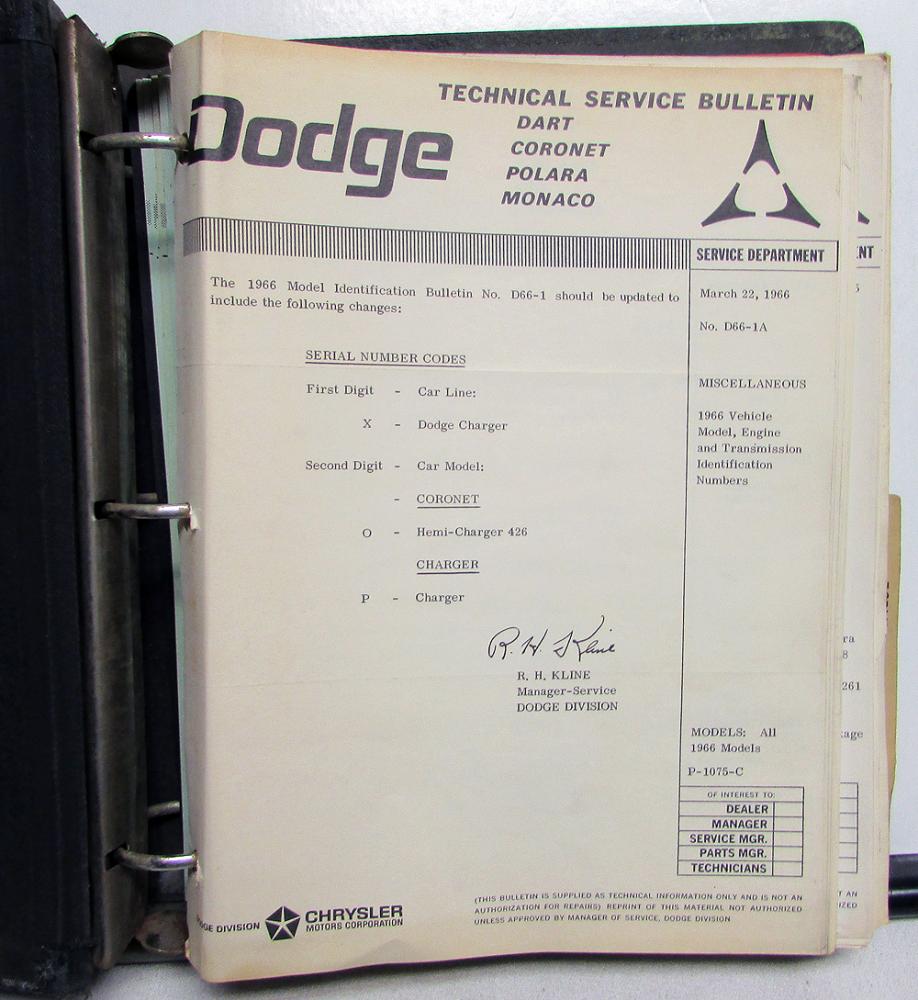 Dodge
TECHNICAL SERVICE BULLETIN
DART
CORONET
POLARA
MONACO
SERVICE DEPARTMENT
The 1966 Model Identification Bulletin No. D66-1 should be updated to
include the following changes:
SERIAL NUMBER CODES
First Digit - Car Line:
X - Dodge Charger
Second Digit - Car Model:
- CORONET
O - Hemi-Charger 426
CHARGER
P - Charger
R. H. Kline
R. H. KLINE
Manager-Service
DODGE DIVISION
March 22, 1966
No. D66-1A
MISCELLANEOUS
1966 Vehicle
Model, Engine
and Transmission
Identification
Numbers
MODELS: All
1966 Models
P-1075-C
OF INTEREST TO:
DEALER
MANAGER
SERVICE MGR.
PARTS MGR.
TECHNICIANS
DIVISION
CHRYSLER
MOTORS CORPORATION
(THIS BULLETIN IS SUPPLIED AS TECHNICAL INFORMATION ONLY AND IS NOT AN
AUTHORIZATION FOR REPAIRS) REPRINT OF THIS MATERIAL NOT AUTHORIZED
UNLESS APPROVED BY MANAGER OF SERVICE, DODGE DIVISION
NT
ra
8
261